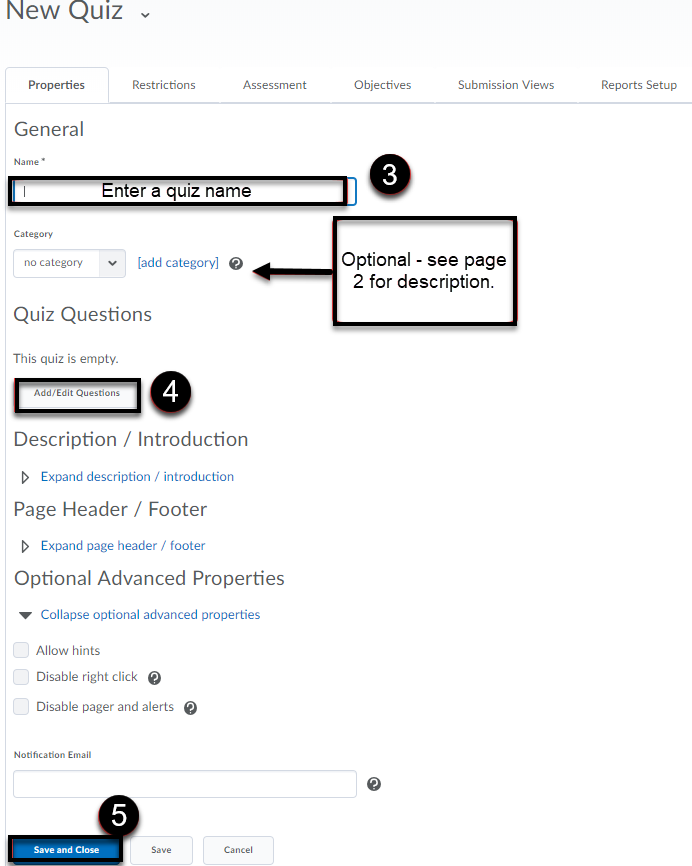 New Quiz
Properties Restrictions Assessment Objectives Submission Views Reports Setup
General
Name *
Enter a quiz name
3
Category
no category [add category] ?
Optional - see page
2 for description.
Quiz Questions
This quiz is empty.
Add/Edit Questions
4
Description / Introduction
Expand description / introduction
Page Header / Footer
Expand page header / footer
Optional Advanced Properties
Collapse optional advanced properties
Allow hints
Disable right click ?
Disable pager and alerts ?
Notification Email
?
5
Save and Close Save Cancel